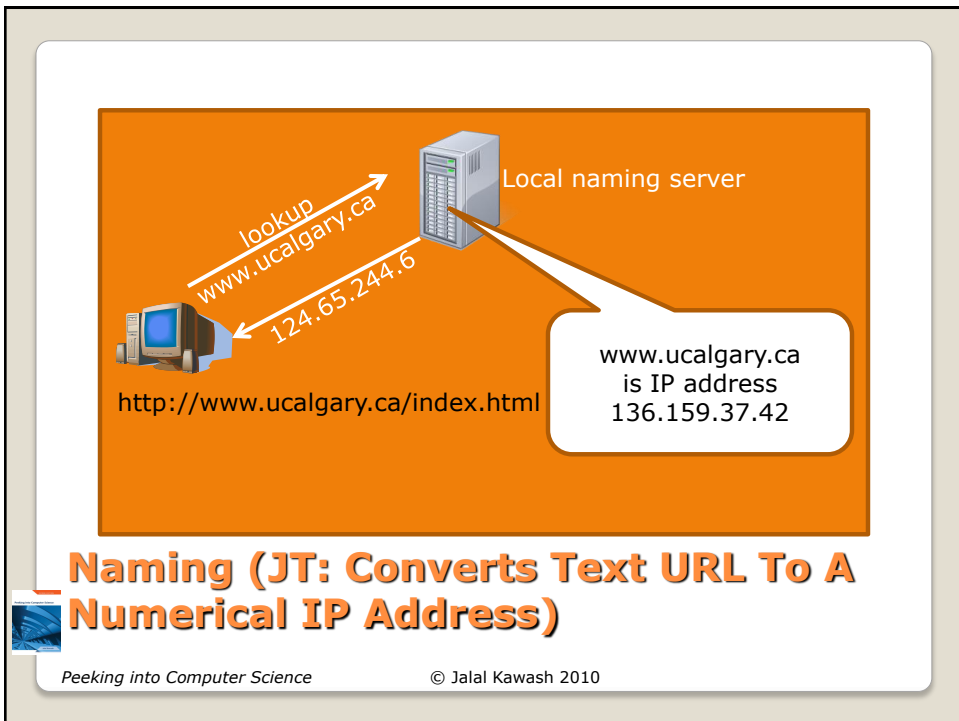 Local naming server
lookup
www.ucalgary.ca
124.65.244.6
www.ucalgary.ca
is IP address
136.159.37.42
http://www.ucalgary.ca/index.html
Naming (JT: Converts Text URL To A
Numerical IP Address)
Peeking into Computer Science © Jalal Kawash 2010